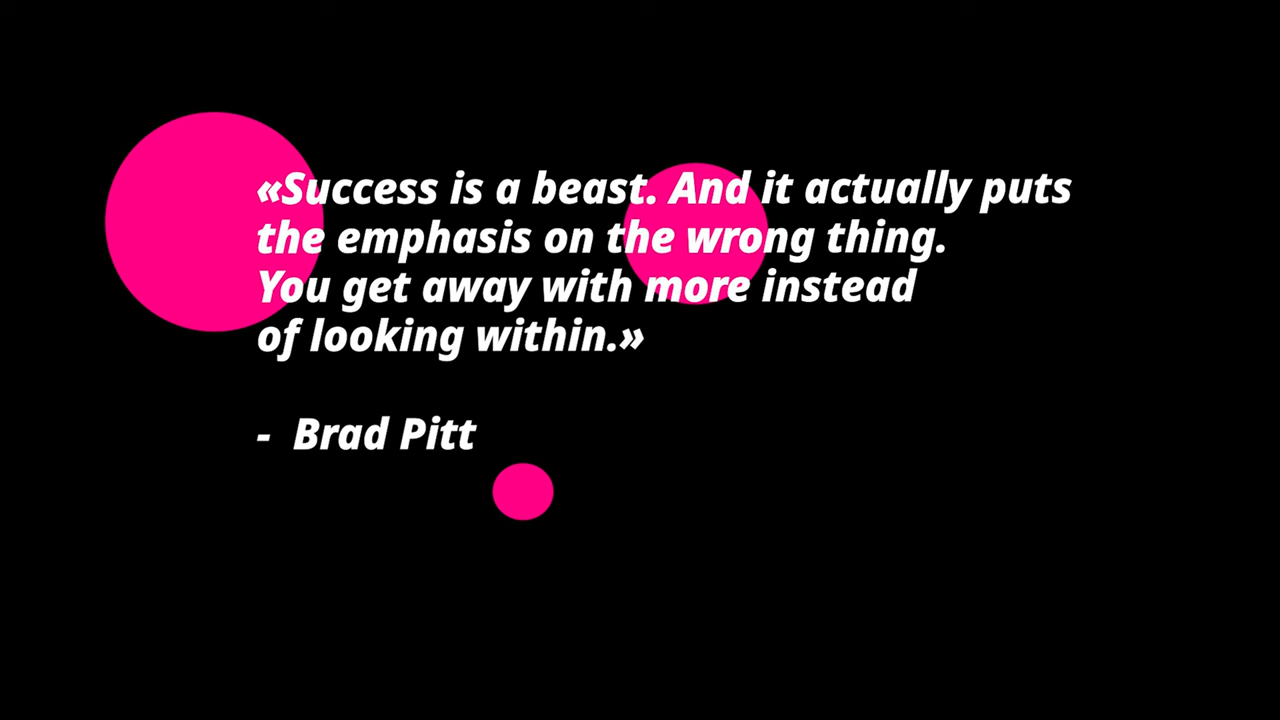 «Success is a beast. And it actually puts
the emphasis on the wrong thing.
You get away with more instead
of looking within.»
- Brad Pitt